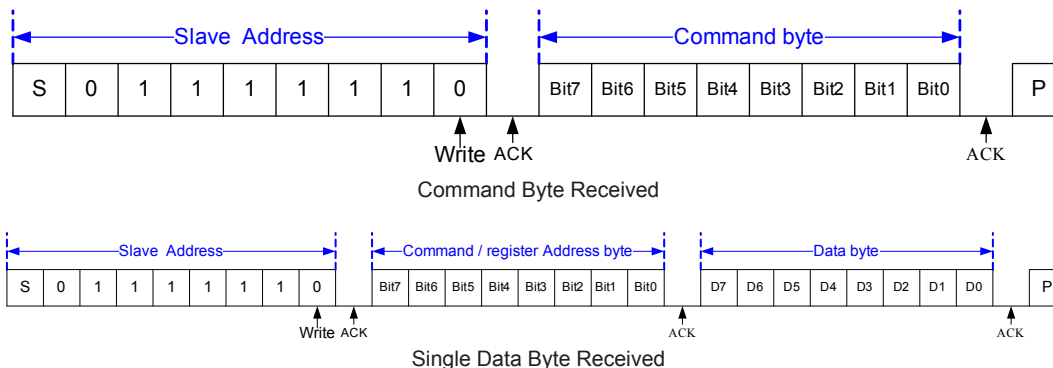 Slave Address Command byte
S 0 1 1 1 1 1 1 0 Bit7 Bit6 Bit5 Bit4 Bit3 Bit2 Bit1 Bit0 P
Write ACK ACK
Command Byte Received
Slave Address Command / register Address byte Data byte
S 0 1 1 1 1 1 1 0 Bit7 Bit6 Bit5 Bit4 Bit3 Bit2 Bit1 Bit0 D7 D6 D5 D4 D3 D2 D1 D0 P
Write ACK ACK ACK
Single Data Byte Received